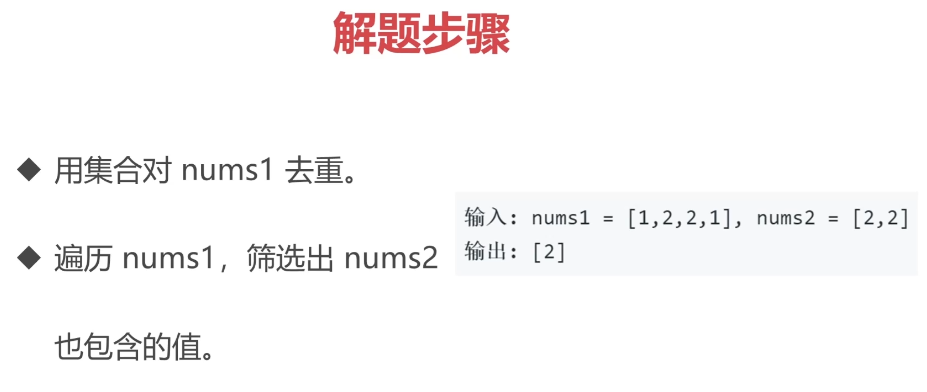 解题步骤
◆ 用集合对 nums1 去重。
◆ 遍历 nums1，筛选出 nums2
也包含的值。
输入：nums1 = [1,2,2,1], nums2 = [2,2]
输出：[2]